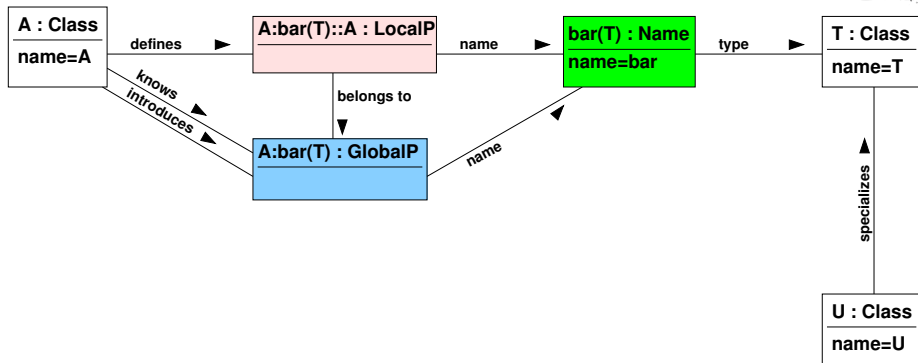 A : Class
name=A
defines
A:bar(T)::A : LocalP
name
bar(T) : Name
name=bar
type
T : Class
name=T
knows
introduces
belongs to
A:bar(T) : GlobalP
name
specializes
U : Class
name=U